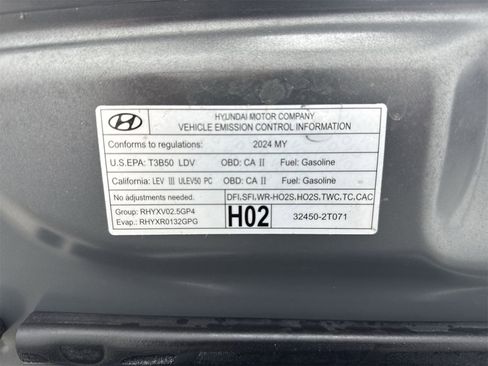 HYUNDAI MOTOR COMPANY
VEHICLE EMISSION CONTROL INFORMATION
Conforms to regulations: 2024 MY
U.S.EPA: T3B50 LDV OBD: CA II Fuel: Gasoline
California: LEV III ULEV50 PC OBD: CA II Fuel: Gasoline
No adjustments needed. DFI,SFI,WR-HO2S,HO2S,TWC,TC,CAC
Group: RHYXV02.5GP4
Evap.: RHYXR0132GPG
H02 32450-2T071